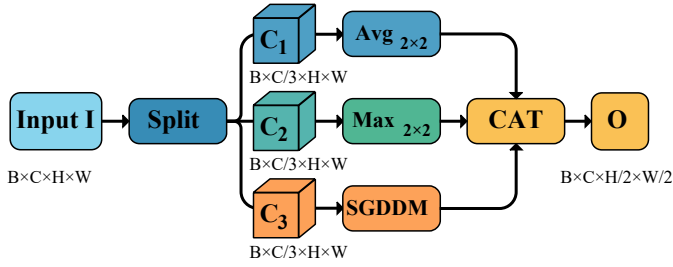 Input I
B×C×H×W
Split
C1
B×C/3×H×W
Avg 2×2
C2
B×C/3×H×W
Max 2×2
C3
B×C/3×H×W
SGDDM
CAT
O
B×C×H/2×W/2